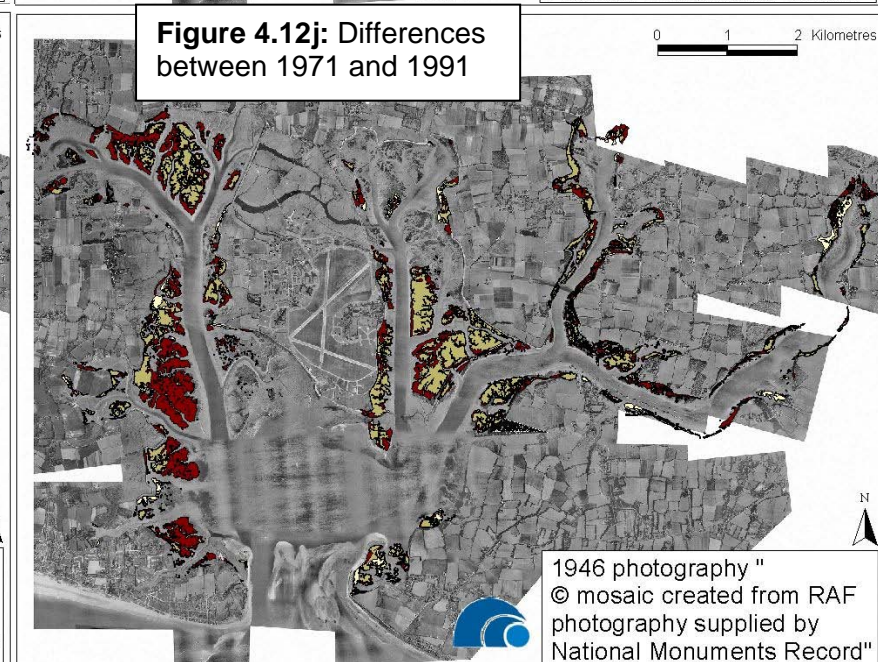 Figure 4.12j: Differences
between 1971 and 1991
0 1 2 Kilometres
N
1946 photography "
© mosaic created from RAF
photography supplied by
National Monuments Record"